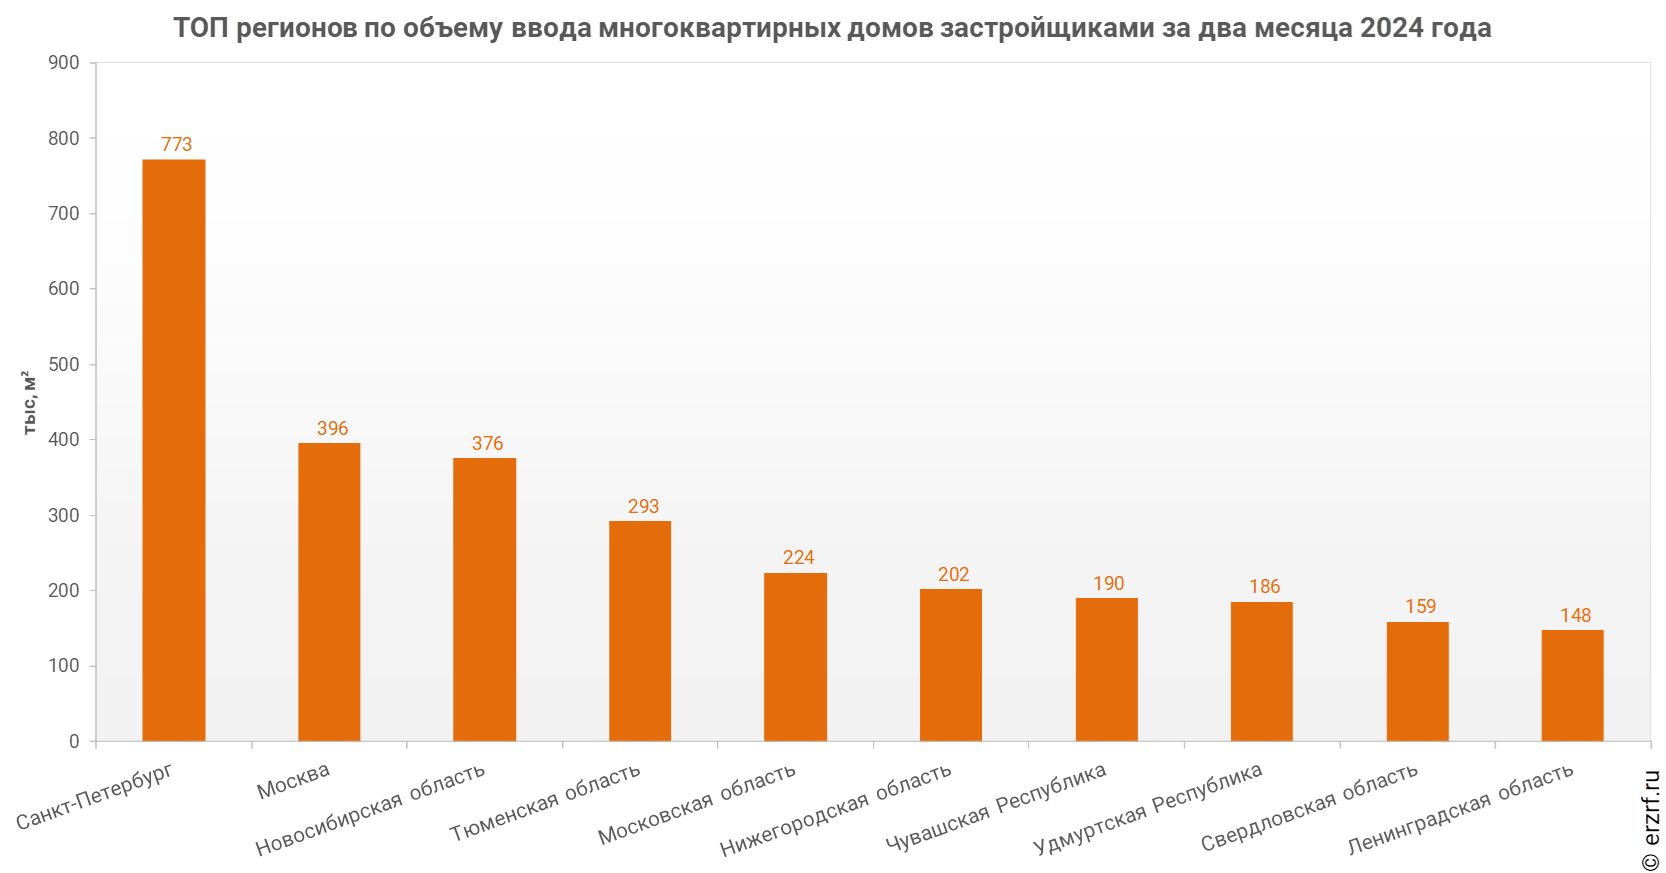 ТОП регионов по объему ввода многоквартирных домов застройщиками за два месяца 2024 года
900
800
700
600
500
400
300
200
100
0
тыс, м²
773
396
376
293
224
202
190
186
159
148
Санкт-Петербург
Москва
Новосибирская область
Тюменская область
Московская область
Нижегородская область
Чувашская Республика
Удмуртская Республика
Свердловская область
Ленинградская область
© erzrf.ru